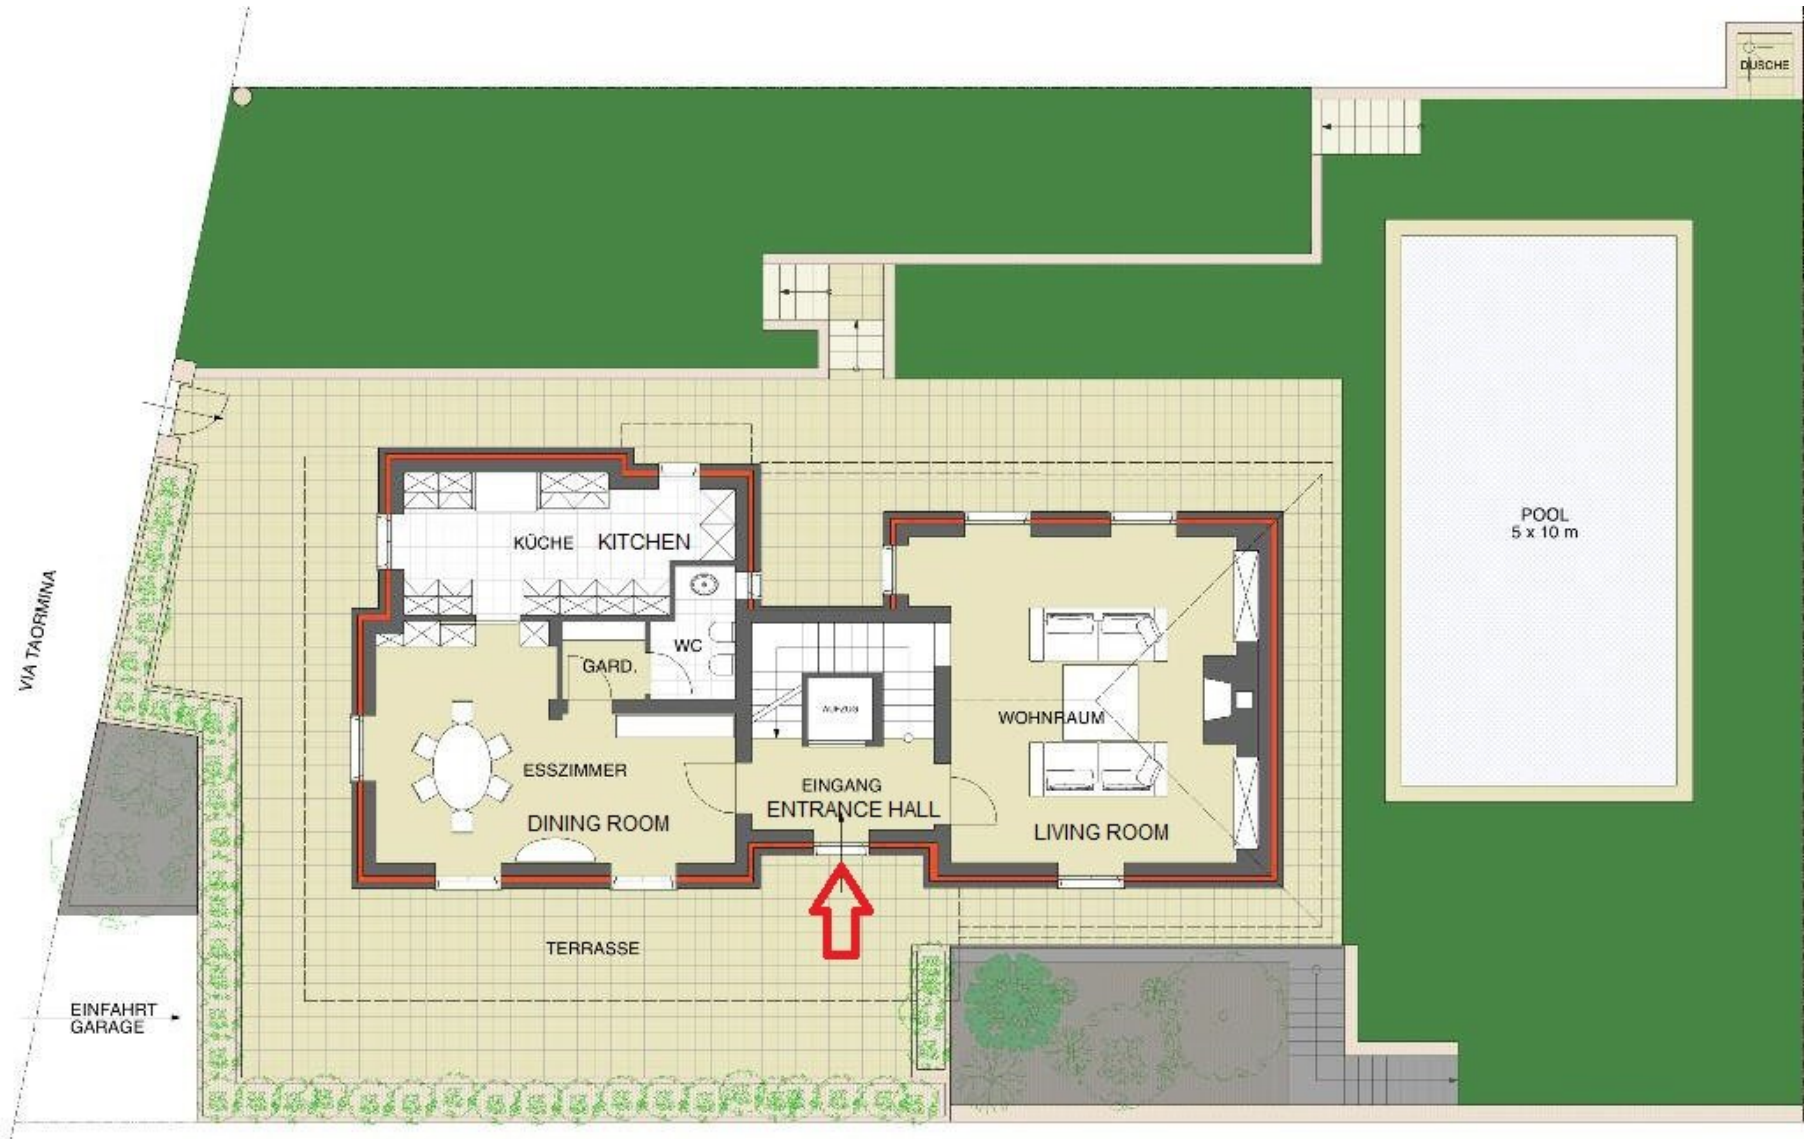 DUSCHE
POOL
5 x 10 m
KÜCHE KITCHEN
VIA TAORMINA
WC
GARD.
AUFZUG
WOHNRAUM
ESSZIMMER
EINGANG
ENTRANCE HALL
DINING ROOM
LIVING ROOM
TERRASSE
EINFAHRT
GARAGE